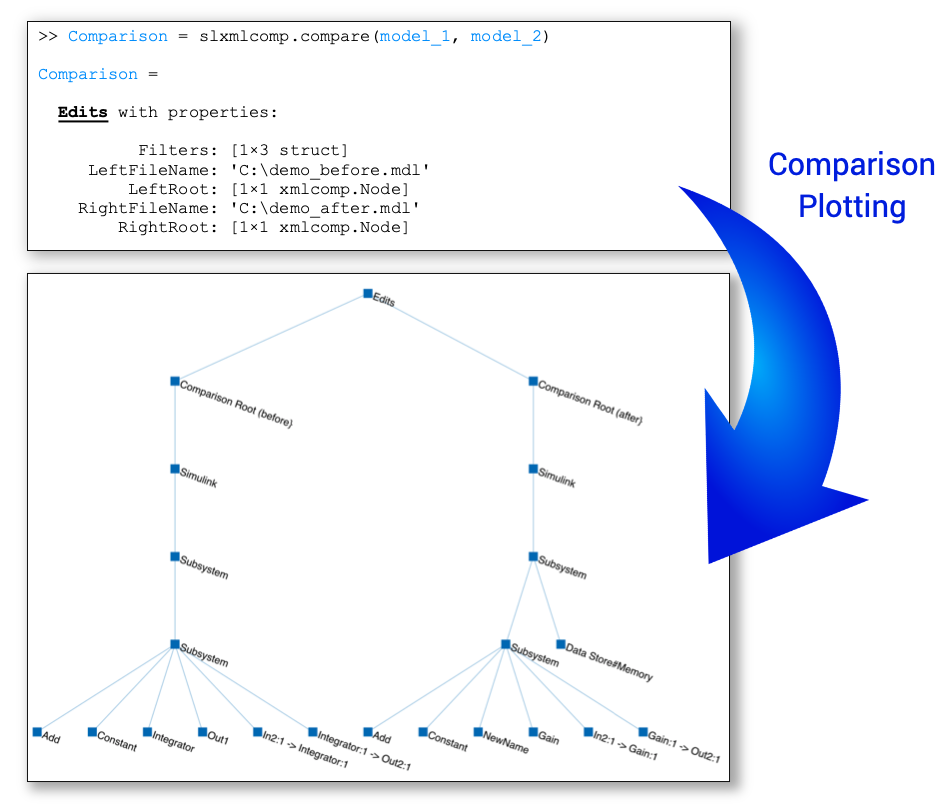 >> Comparison = slxmlcomp.compare(model_1, model_2)
Comparison =
Edits with properties:
Filters: [1×3 struct]
LeftFileName: 'C:\demo_before.mdl'
LeftRoot: [1×1 xmlcomp.Node]
RightFileName: 'C:\demo_after.mdl'
RightRoot: [1×1 xmlcomp.Node]
Comparison
Plotting
Edits
Comparison Root (before)
Comparison Root (after)
Simulink
Simulink
Subsystem
Subsystem
Subsystem
Subsystem
Data Store#Memory
Add
Constant
Integrator
Out1
In2:1 -> Integrator:1
Integrator:1 -> Out2:1
Add
Constant
NewName
Gain
In2:1 -> Gain:1
Gain:1 -> Out2:1